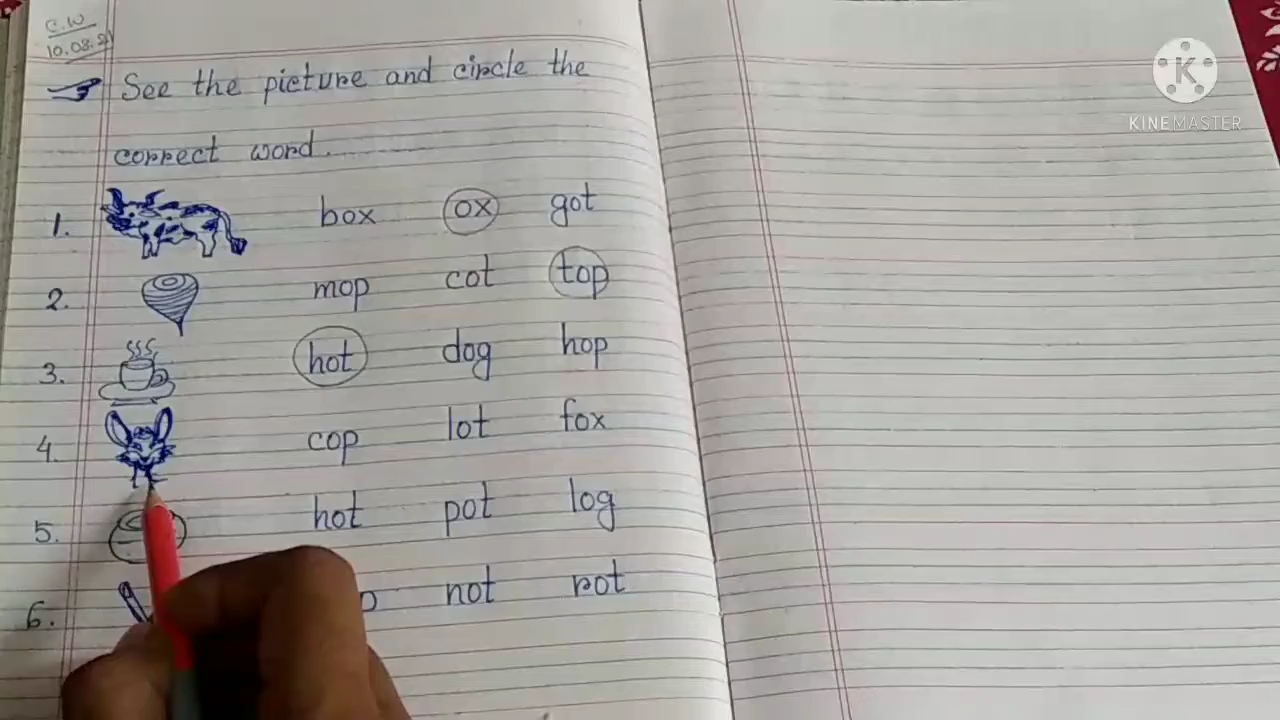 C.W
10.08.21
See the picture and circle the
correct word.
1. box ox got
2. mop cot top
3. hot dog hop
4. cop lot fox
5. hot pot log
6. not rot
K
KINEMASTER